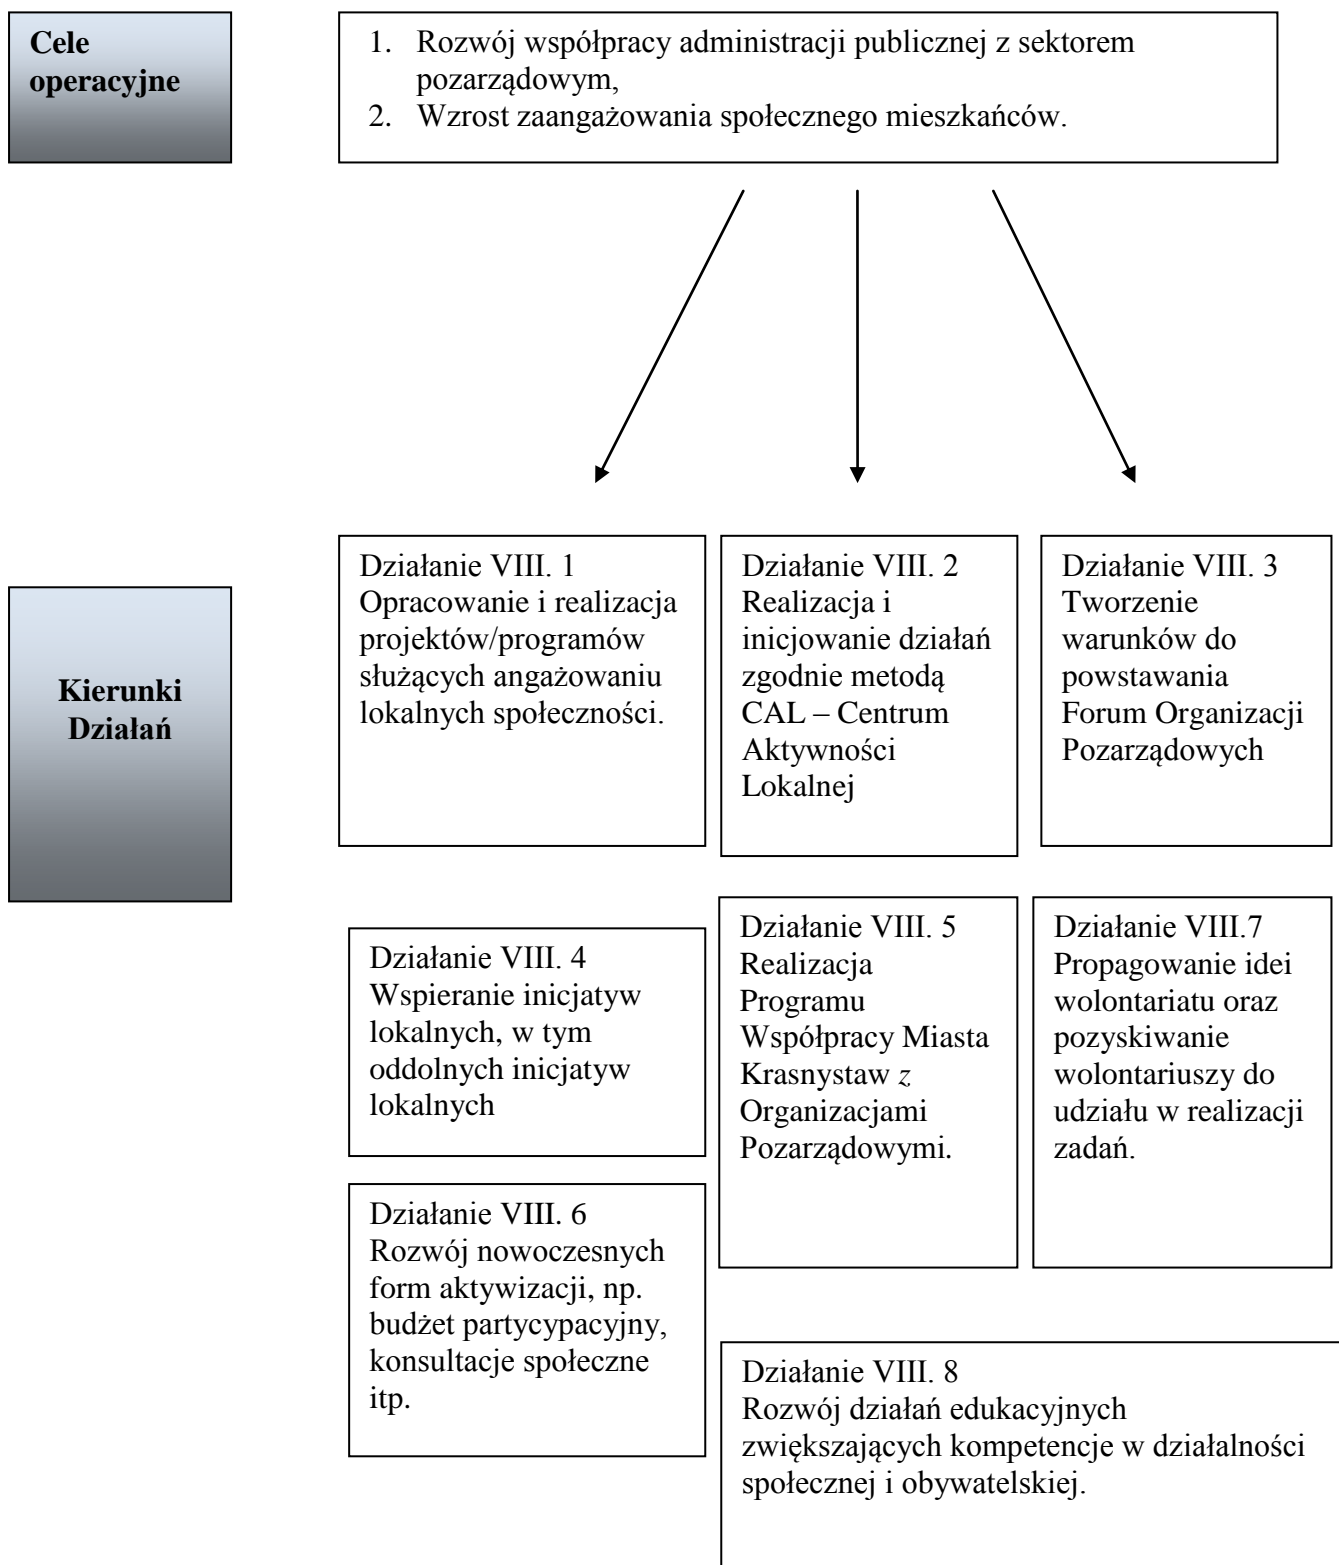 Cele
operacyjne
1. Rozwój współpracy administracji publicznej z sektorem
pozarządowym,
2. Wzrost zaangażowania społecznego mieszkańców.
Kierunki
Działań
Działanie VIII. 1
Opracowanie i realizacja
projektów/programów
służących angażowaniu
lokalnych społeczności.
Działanie VIII. 2
Realizacja i
inicjowanie działań
zgodnie metodą
CAL – Centrum
Aktywności
Lokalnej
Działanie VIII. 3
Tworzenie
warunków do
powstawania
Forum Organizacji
Pozarządowych
Działanie VIII. 4
Wspieranie inicjatyw
lokalnych, w tym
oddolnych inicjatyw
lokalnych
Działanie VIII. 5
Realizacja
Programu
Współpracy Miasta
Krasnystaw z
Organizacjami
Pozarządowymi.
Działanie VIII.7
Propagowanie idei
wolontariatu oraz
pozyskiwanie
wolontariuszy do
udziału w realizacji
zadań.
Działanie VIII. 6
Rozwój nowoczesnych
form aktywizacji, np.
budżet partycypacyjny,
konsultacje społeczne
itp.
Działanie VIII. 8
Rozwój działań edukacyjnych
zwiększających kompetencje w działalności
społecznej i obywatelskiej.